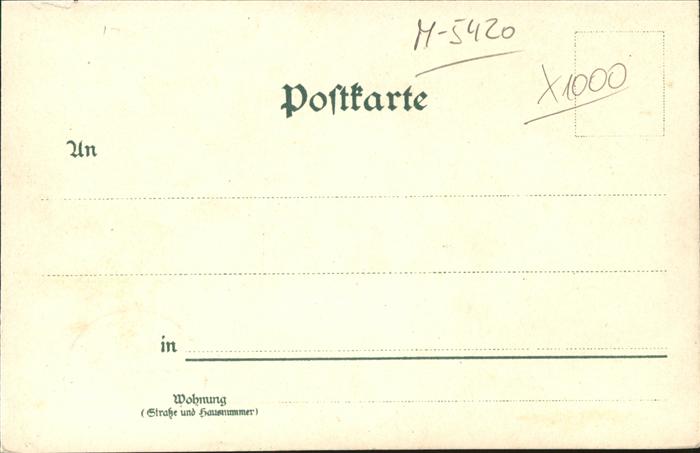 M-5420
X1000
Postkarte
An
in
Wohnung
(Straße und Hausnummer)